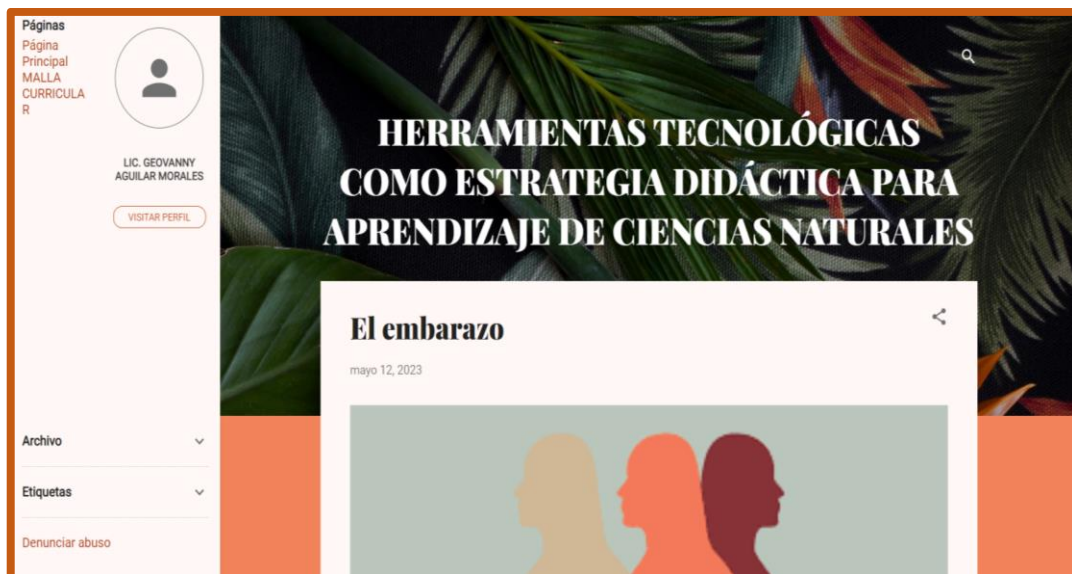 Páginas
Página
Principal
MALLA
CURRICULA
R
LIC. GEOVANNY
AGUILAR MORALES
VISITAR PERFIL
Archivo
Etiquetas
Denunciar abuso
HERRAMIENTAS TECNOLÓGICAS
COMO ESTRATEGIA DIDÁCTICA PARA
APRENDIZAJE DE CIENCIAS NATURALES
El embarazo
mayo 12, 2023